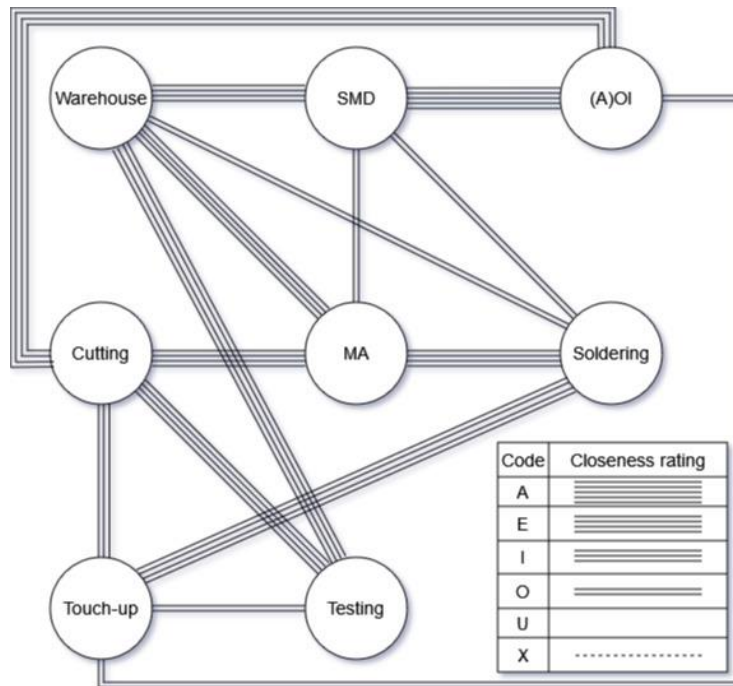 Warehouse
SMD
(A)OI
Cutting
MA
Soldering
Touch-up
Testing
Code Closeness rating
A
E
I
O
U
X